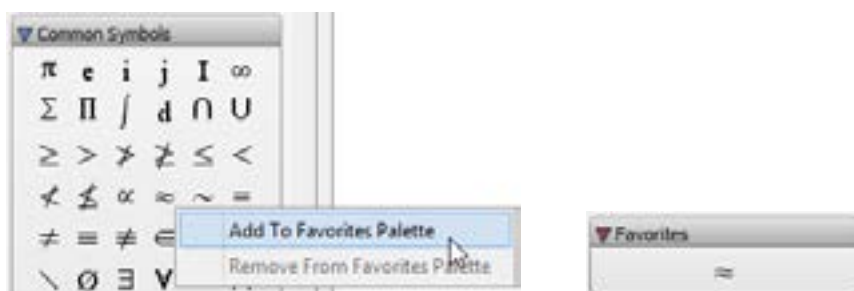 Common Symbols
π e i j I ∞
Σ Π ∫ d ∩ ∪
≥ > ≯ ≱ ≤ <
≮ ≰ ∝ ≈ ~ =
≠ ≡ ≢ ∈
Add To Favorites Palette
\ Ø ∃ ∀
Remove From Favorites Palette
Favorites
≈